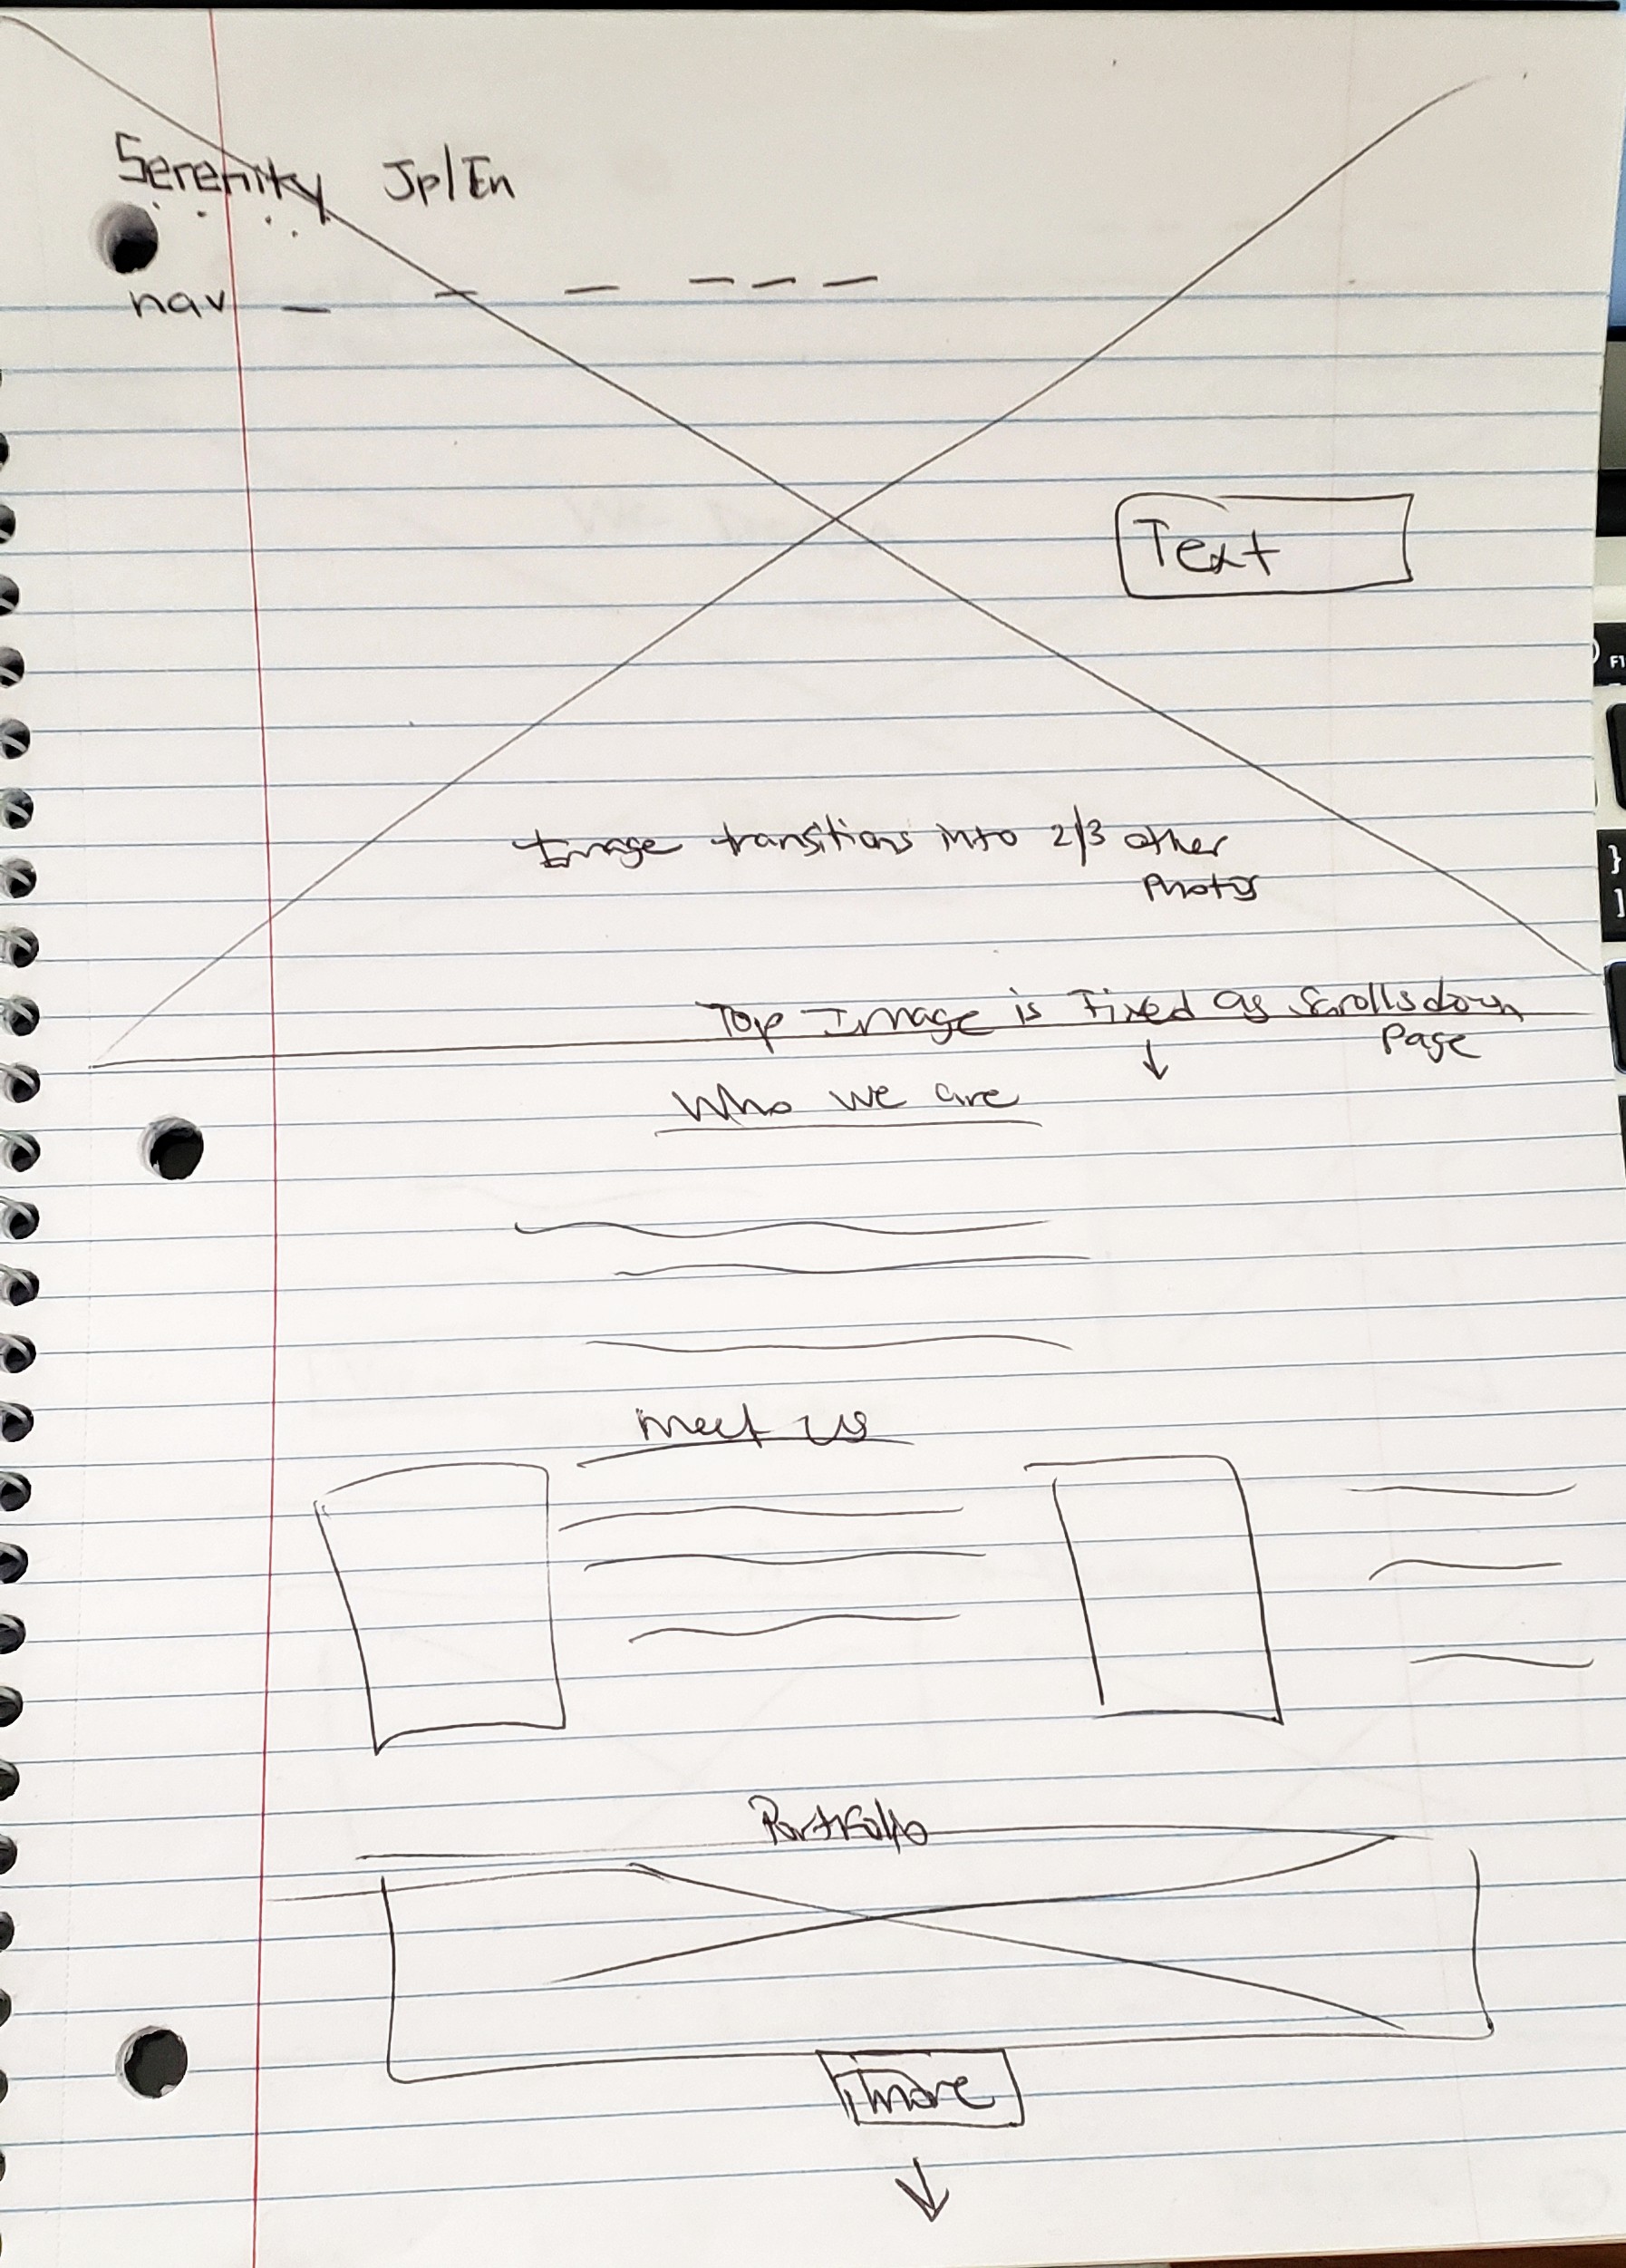 Serenity Jp/En
nav
Text
Image transitions into 2/3 other
Photos
Top Image is Fixed as Scrolls down
Page
Who we are
Meet us
Portfolio
more
F1
}
]